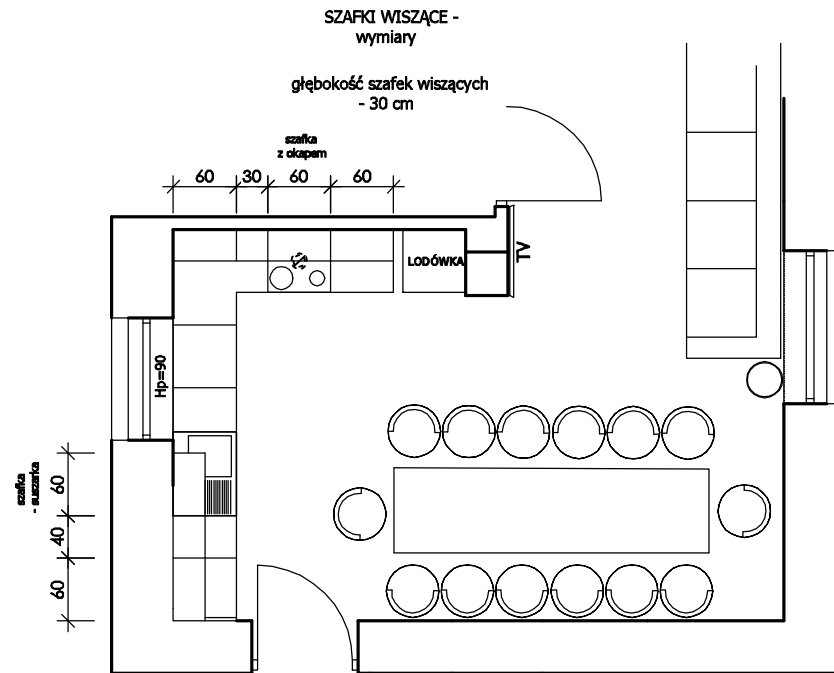 SZAFKI WISZĄCE -
wymiary
głębokość szafek wiszących
- 30 cm
szafka
z okapem
60 30 60 60
LODÓWKA
TV
Hp=90
szafka
- suszarka
60
40
60